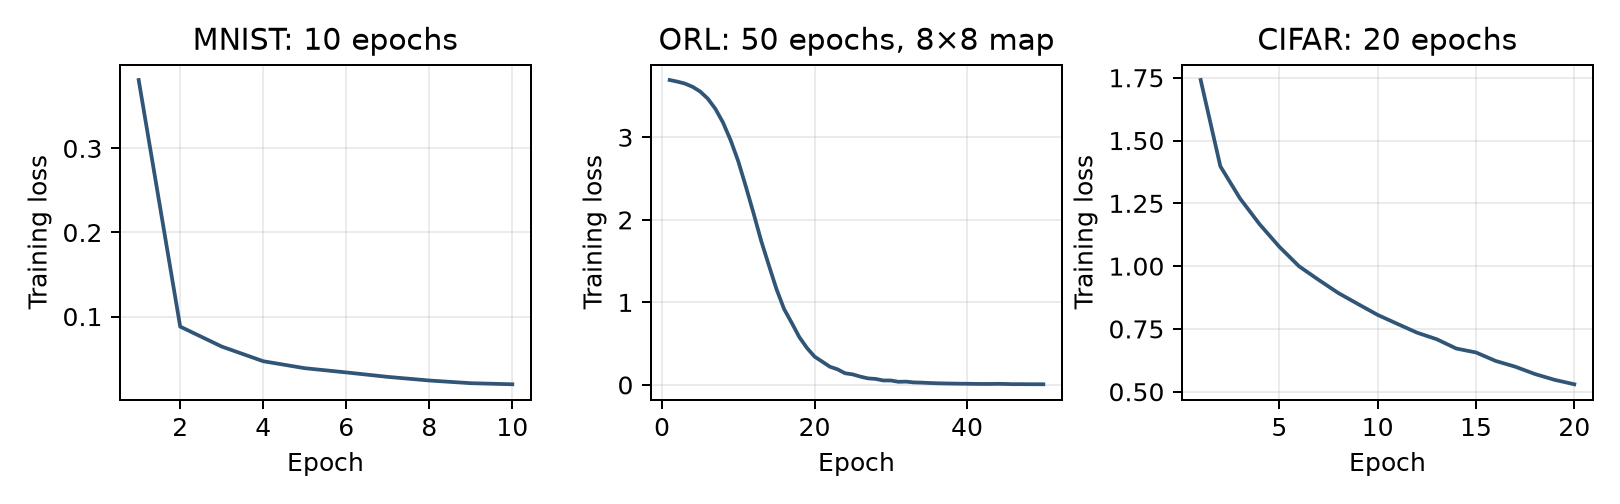 MNIST: 10 epochs
Training loss
0.3
0.2
0.1
2 4 6 8 10
Epoch
ORL: 50 epochs, 8×8 map
Training loss
3
2
1
0
0 20 40
Epoch
CIFAR: 20 epochs
Training loss
1.75
1.50
1.25
1.00
0.75
0.50
5 10 15 20
Epoch